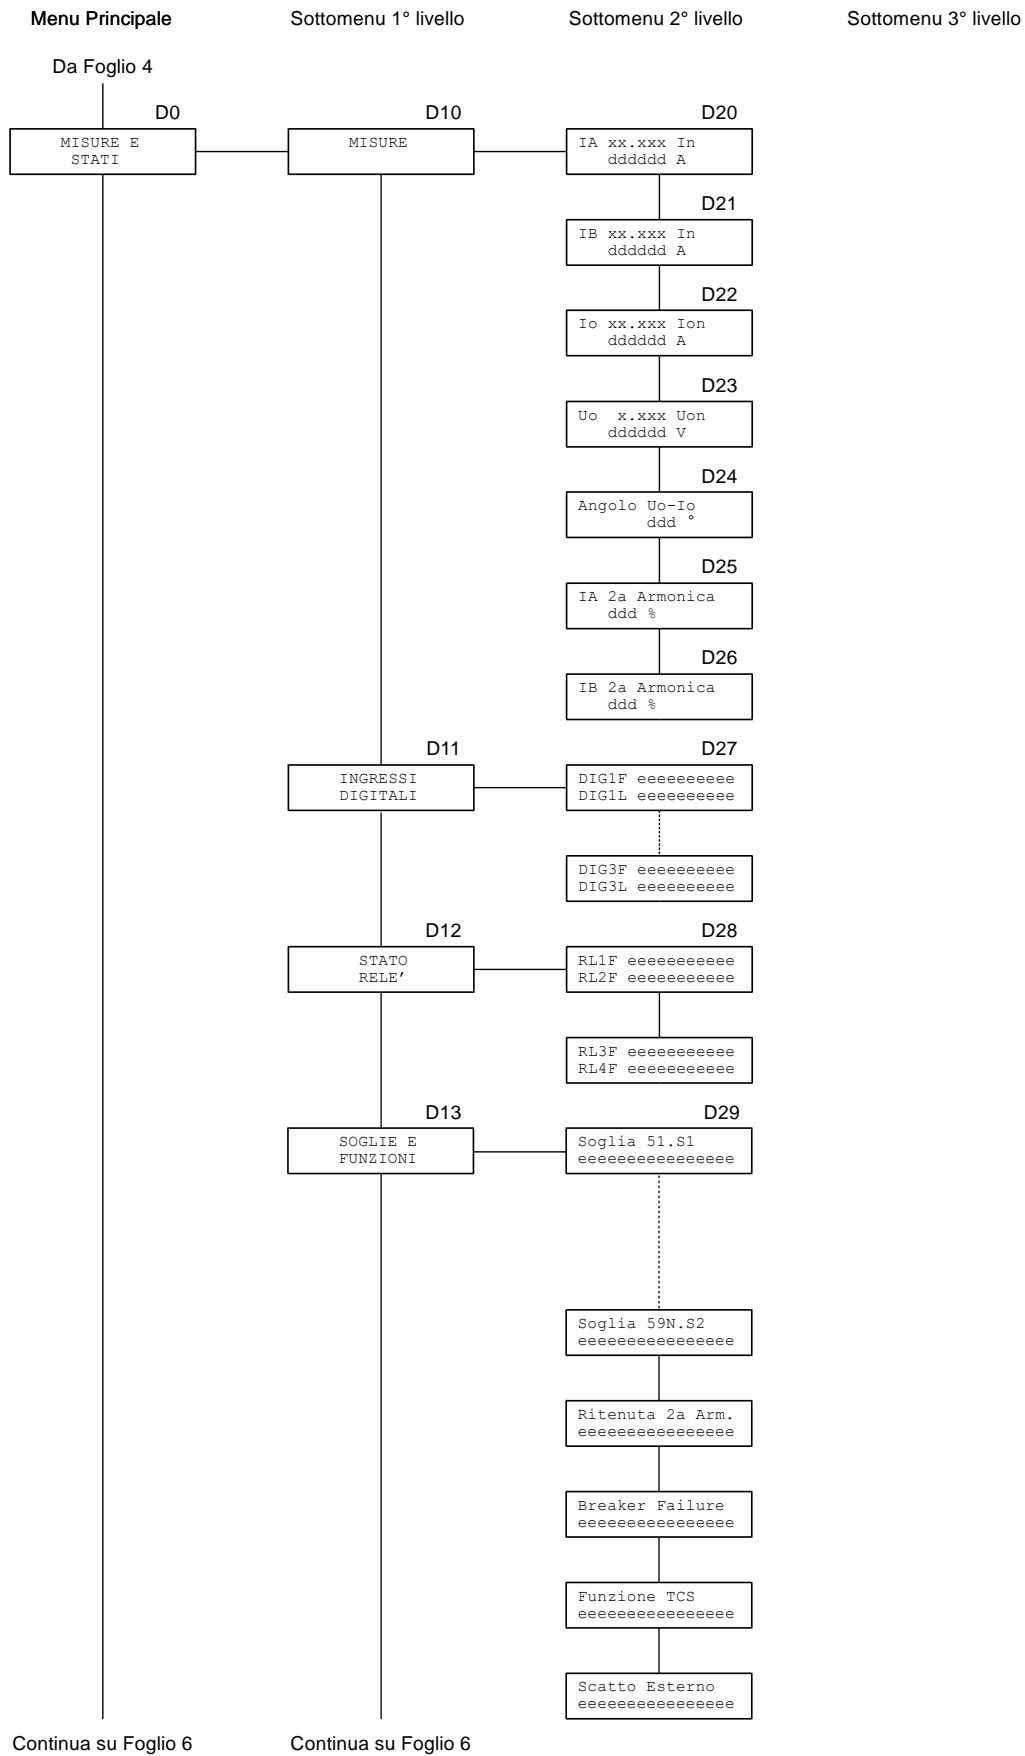 Menu Principale
Sottomenu 1° livello
Sottomenu 2° livello
Sottomenu 3° livello
Da Foglio 4
D0
D10
D20
MISURE E
STATI
MISURE
IA xx.xxx In
dddddd A
D21
IB xx.xxx In
dddddd A
D22
Io xx.xxx Ion
dddddd A
D23
Uo x.xxx Uon
dddddd V
D24
Angolo Uo-Io
ddd °
D25
IA 2a Armonica
ddd %
D26
IB 2a Armonica
ddd %
D11
D27
INGRESSI
DIGITALI
DIG1F eeeeeeeeee
DIG1L eeeeeeeeee
DIG3F eeeeeeeeee
DIG3L eeeeeeeeee
D12
D28
STATO
RELE’
RL1F eeeeeeeeeee
RL2F eeeeeeeeeee
RL3F eeeeeeeeeee
RL4F eeeeeeeeeee
D13
D29
SOGLIE E
FUNZIONI
Soglia 51.S1
eeeeeeeeeeeeeeee
Soglia 59N.S2
eeeeeeeeeeeeeeee
Ritenuta 2a Arm.
eeeeeeeeeeeeeeee
Breaker Failure
eeeeeeeeeeeeeeee
Funzione TCS
eeeeeeeeeeeeeeee
Scatto Esterno
eeeeeeeeeeeeeeee
Continua su Foglio 6
Continua su Foglio 6